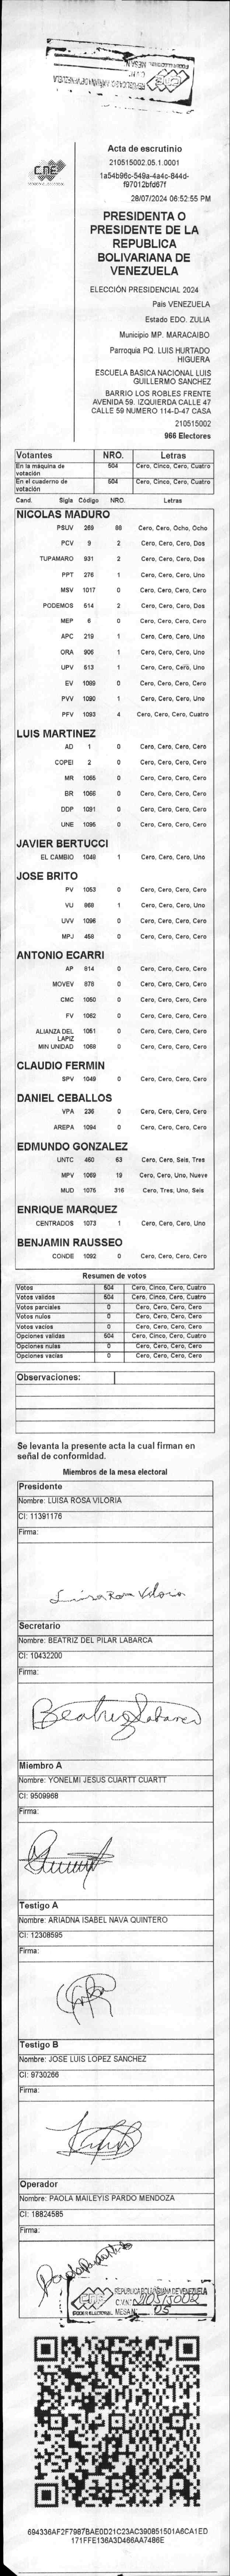 Acta de escrutinio
210515002.05.1.0001
1a54b96c-549a-4a4c-844d-
f97012bfd67f
28/07/2024 06:52:55 PM
PRESIDENTA O
PRESIDENTE DE LA
REPUBLICA
BOLIVARIANA DE
VENEZUELA
ELECCIÓN PRESIDENCIAL 2024
País VENEZUELA
Estado EDO. ZULIA
Municipio MP. MARACAIBO
Parroquia PQ. LUIS HURTADO
HIGUERA
ESCUELA BASICA NACIONAL LUIS
GUILLERMO SANCHEZ
BARRIO LOS ROBLES FRENTE
AVENIDA 59. IZQUIERDA CALLE 47
CALLE 59 NUMERO 114-D-47 CASA
210515002
966 Electores
Votantes NRO. Letras
En la máquina de votación 504 Cero, Cinco, Cero, Cuatro
En el cuaderno de votación 504 Cero, Cinco, Cero, Cuatro
Cand. Sigla Código NRO. Letras
NICOLAS MADURO
PSUV 269 88 Cero, Cero, Ocho, Ocho
PCV 9 2 Cero, Cero, Cero, Dos
TUPAMARO 931 2 Cero, Cero, Cero, Dos
PPT 276 1 Cero, Cero, Cero, Uno
MSV 1017 0 Cero, Cero, Cero, Cero
PODEMOS 514 2 Cero, Cero, Cero, Dos
MEP 6 0 Cero, Cero, Cero, Cero
APC 219 1 Cero, Cero, Cero, Uno
ORA 906 1 Cero, Cero, Cero, Uno
UPV 513 1 Cero, Cero, Cero, Uno
EV 1089 0 Cero, Cero, Cero, Cero
PVV 1090 1 Cero, Cero, Cero, Uno
PFV 1093 4 Cero, Cero, Cero, Cuatro
LUIS MARTINEZ
AD 1 0 Cero, Cero, Cero, Cero
COPEI 2 0 Cero, Cero, Cero, Cero
MR 1065 0 Cero, Cero, Cero, Cero
BR 1066 0 Cero, Cero, Cero, Cero
DDP 1091 0 Cero, Cero, Cero, Cero
UNE 1095 0 Cero, Cero, Cero, Cero
JAVIER BERTUCCI
EL CAMBIO 1048 1 Cero, Cero, Cero, Uno
JOSE BRITO
PV 1053 0 Cero, Cero, Cero, Cero
VU 868 1 Cero, Cero, Cero, Uno
UVV 1096 0 Cero, Cero, Cero, Cero
MPJ 458 0 Cero, Cero, Cero, Cero
ANTONIO ECARRI
AP 814 0 Cero, Cero, Cero, Cero
MOVEV 878 0 Cero, Cero, Cero, Cero
CMC 1050 0 Cero, Cero, Cero, Cero
FV 1062 0 Cero, Cero, Cero, Cero
ALIANZA DEL LAPIZ 1051 0 Cero, Cero, Cero, Cero
MIN UNIDAD 1068 0 Cero, Cero, Cero, Cero
CLAUDIO FERMIN
SPV 1049 0 Cero, Cero, Cero, Cero
DANIEL CEBALLOS
VPA 236 0 Cero, Cero, Cero, Cero
AREPA 1094 0 Cero, Cero, Cero, Cero
EDMUNDO GONZALEZ
UNTC 460 63 Cero, Cero, Seis, Tres
MPV 1069 19 Cero, Cero, Uno, Nueve
MUD 1075 316 Cero, Tres, Uno, Seis
ENRIQUE MARQUEZ
CENTRADOS 1073 1 Cero, Cero, Cero, Uno
BENJAMIN RAUSSEO
CONDE 1092 0 Cero, Cero, Cero, Cero
Resumen de votos
Votos 504 Cero, Cinco, Cero, Cuatro
Votos validos 504 Cero, Cinco, Cero, Cuatro
Votos parciales 0 Cero, Cero, Cero, Cero
Votos nulos 0 Cero, Cero, Cero, Cero
Votos vacios 0 Cero, Cero, Cero, Cero
Opciones validas 504 Cero, Cinco, Cero, Cuatro
Opciones nulas 0 Cero, Cero, Cero, Cero
Opciones vacias 0 Cero, Cero, Cero, Cero
Observaciones:
Se levanta la presente acta la cual firman en
señal de conformidad.
Miembros de la mesa electoral
Presidente
Nombre: LUISA ROSA VILORIA
CI: 11391176
Firma:
Luisa Rosa Viloria
Secretario
Nombre: BEATRIZ DEL PILAR LABARCA
CI: 10432200
Firma:
Beatriz Labarca
Miembro A
Nombre: YONELMI JESUS CUARTT CUARTT
CI: 9509968
Firma:
Testigo A
Nombre: ARIADNA ISABEL NAVA QUINTERO
CI: 12308595
Firma:
Testigo B
Nombre: JOSE LUIS LOPEZ SANCHEZ
CI: 9730266
Firma:
Operador
Nombre: PAOLA MAILEYIS PARDO MENDOZA
CI: 18824585
Firma:
CNE
PODER ELECTORAL
REPUBLICA BOLIVARIANA DE VENEZUELA
C.V.Nº 210515002
MESA Nº 05
694336AF2F7987BAE0D21C23AC390851501A6CA1ED
171FFE136A3D466AA7486E